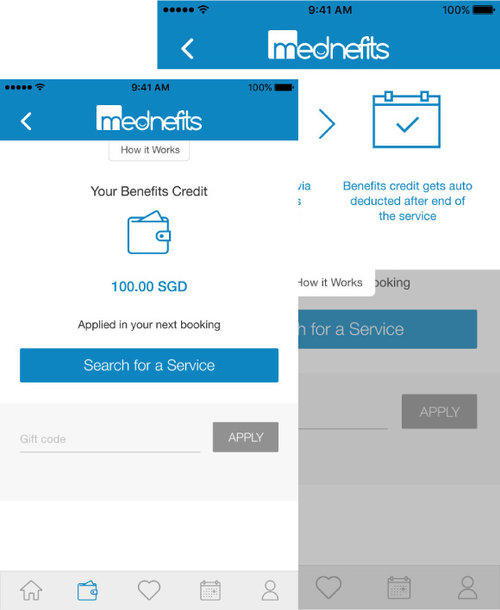 9:41 AM 100%
mednefits
via
s
Benefits credit gets auto
deducted after end of
the service
How it Works
ooking
h for a Service
APPLY
9:41 AM 100%
mednefits
How it Works
Your Benefits Credit
100.00 SGD
Applied in your next booking
Search for a Service
Gift code
APPLY